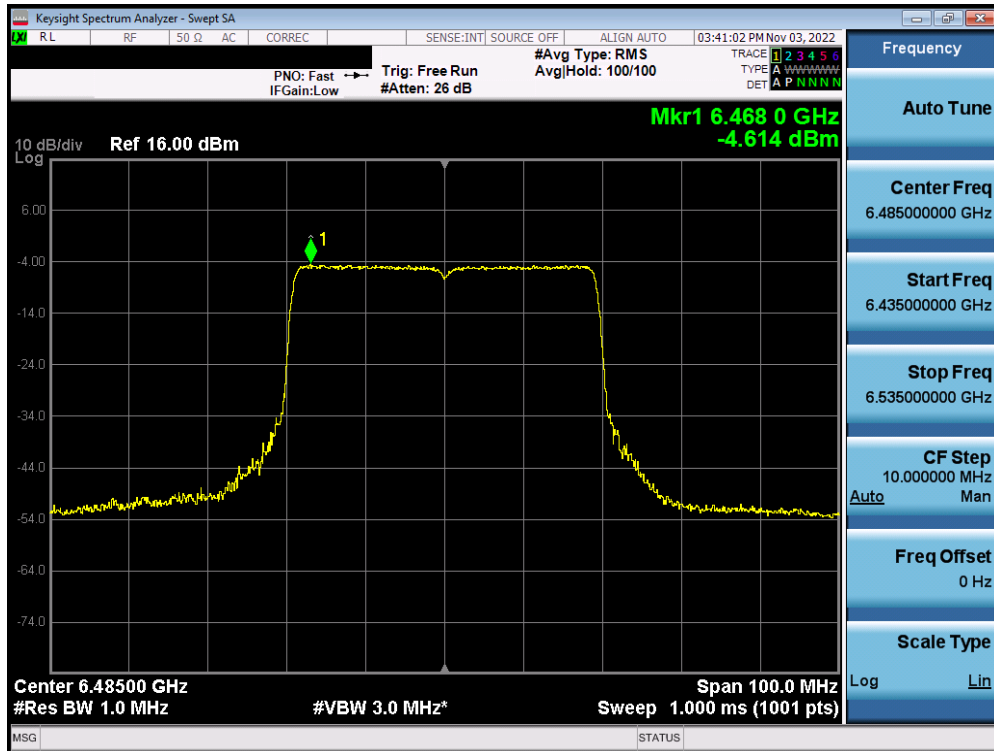 Keysight Spectrum Analyzer - Swept SA
LXI RL RF 50 Ω AC CORREC SENSE:INT SOURCE OFF ALIGN AUTO 03:41:02 PM Nov 03, 2022
PNO: Fast
IFGain:Low
Trig: Free Run
#Atten: 26 dB
#Avg Type: RMS
Avg|Hold: 100/100
TRACE 1 2 3 4 5 6
TYPE A WWWWW
DET A P N N N N
Mkr1 6.468 0 GHz
-4.614 dBm
10 dB/div Ref 16.00 dBm
Log
6.00
1
-4.00
-14.0
-24.0
-34.0
-44.0
-54.0
-64.0
-74.0
Center 6.48500 GHz Span 100.0 MHz
#Res BW 1.0 MHz #VBW 3.0 MHz* Sweep 1.000 ms (1001 pts)
MSG STATUS
Frequency
Auto Tune
Center Freq
6.485000000 GHz
Start Freq
6.435000000 GHz
Stop Freq
6.535000000 GHz
CF Step
10.000000 MHz
Auto Man
Freq Offset
0 Hz
Scale Type
Log Lin